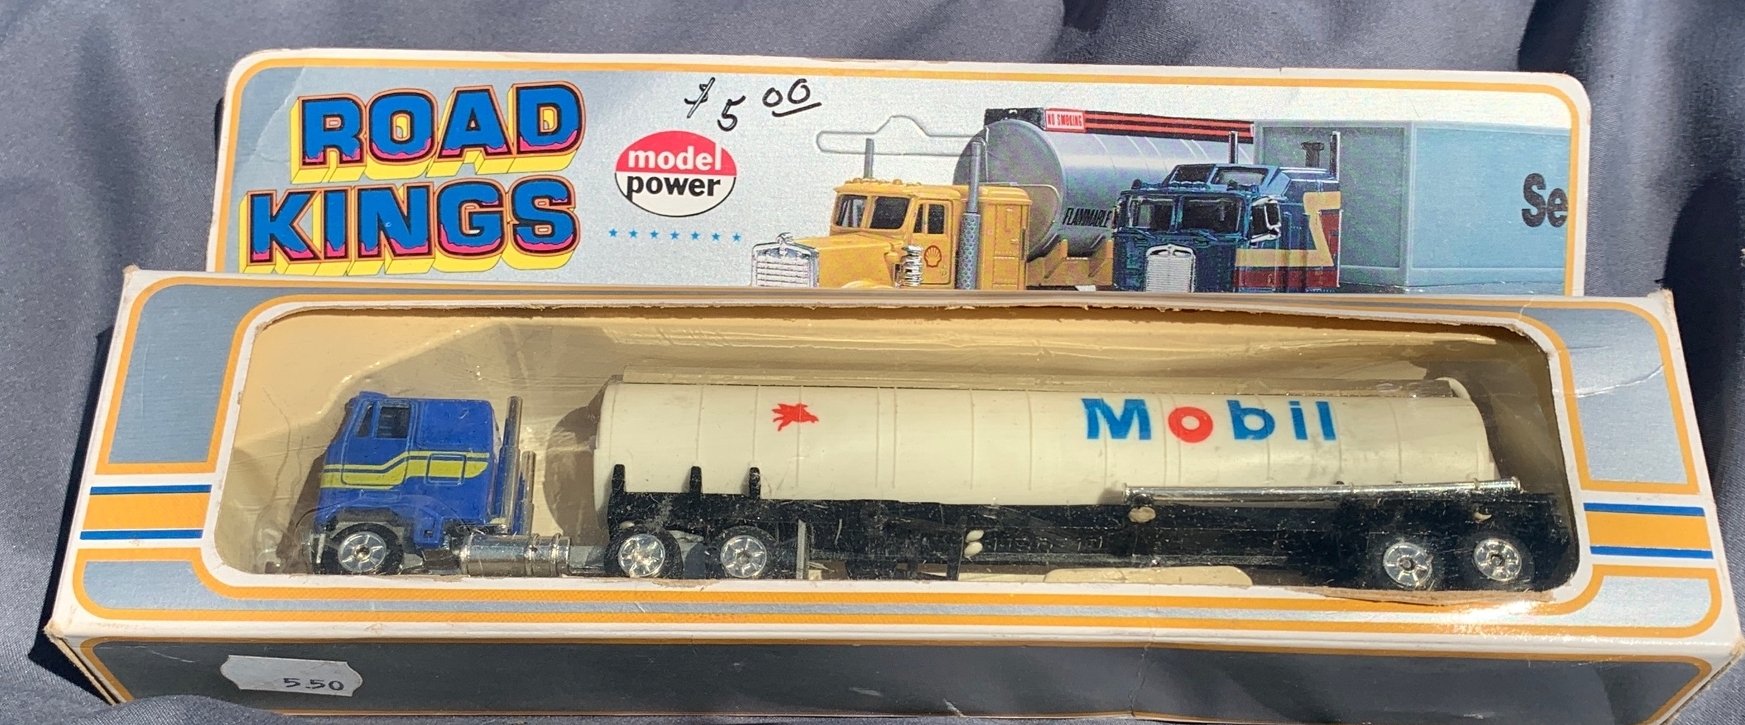 ROAD
KINGS
$5.00
model
power
NO SMOKING
FLAMMABLE
Se
Mobil
5.50